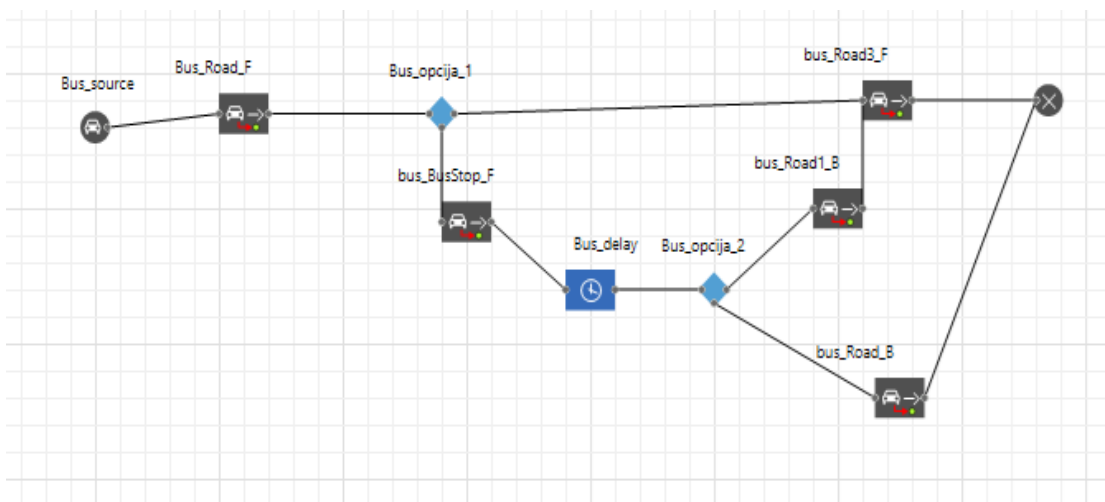 Bus_source
Bus_Road_F
Bus_opcija_1
bus_Road3_F
bus_BusStop_F
bus_Road1_B
Bus_delay
Bus_opcija_2
bus_Road_B